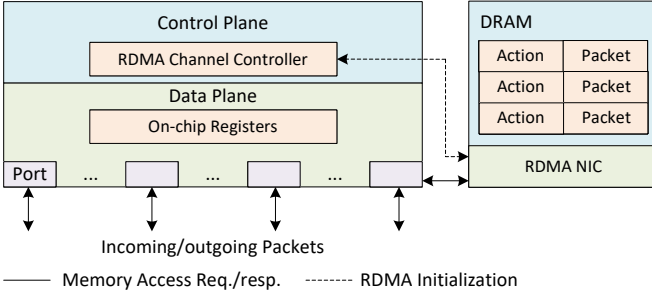 Control Plane
RDMA Channel Controller
Data Plane
On-chip Registers
Port ... ... ...
Incoming/outgoing Packets
DRAM
Action Packet
Action Packet
Action Packet
RDMA NIC
Memory Access Req./resp. RDMA Initialization